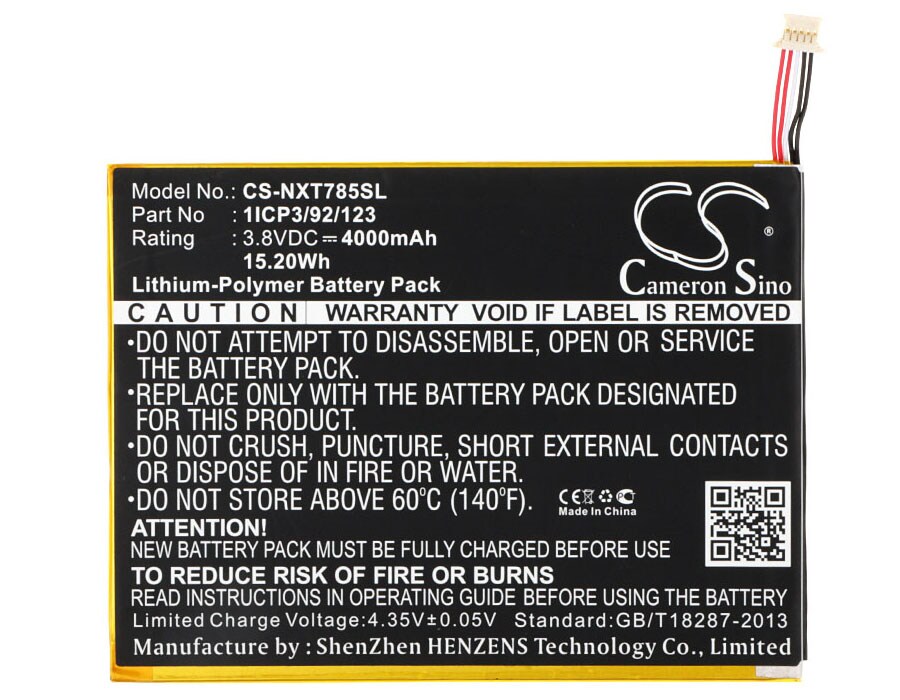 Model No.: CS-NXT785SL
Part No : 1ICP3/92/123
Rating : 3.8VDC⎓4000mAh
15.20Wh
Lithium-Polymer Battery Pack
CS
®
Cameron Sino
CAUTION WARRANTY VOID IF LABEL IS REMOVED
•DO NOT ATTEMPT TO DISASSEMBLE, OPEN OR SERVICE
THE BATTERY PACK.
•REPLACE ONLY WITH THE BATTERY PACK DESIGNATED
FOR THIS PRODUCT.
•DO NOT CRUSH, PUNCTURE, SHORT EXTERNAL CONTACTS
OR DISPOSE OF IN FIRE OR WATER.
•DO NOT STORE ABOVE 60°C (140°F).
CE
Made In China
ATTENTION!
NEW BATTERY PACK MUST BE FULLY CHARGED BEFORE USE
TO REDUCE RISK OF FIRE OR BURNS
READ INSTRUCTIONS IN OPERATING GUIDE BEFORE USING THE BATTERY
Limited Charge Voltage:4.35V±0.05V Standard:GB/T18287-2013
Manufacture by : ShenZhen HENZENS Technology Co., Limited